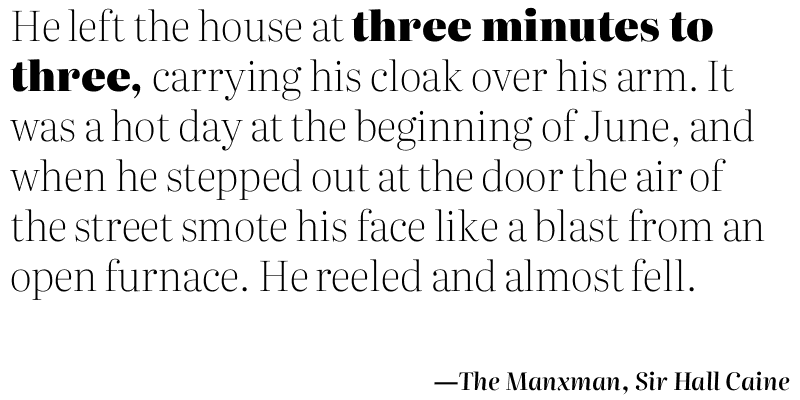 He left the house at three minutes to
three, carrying his cloak over his arm. It
was a hot day at the beginning of June, and
when he stepped out at the door the air of
the street smote his face like a blast from an
open furnace. He reeled and almost fell.
—The Manxman, Sir Hall Caine